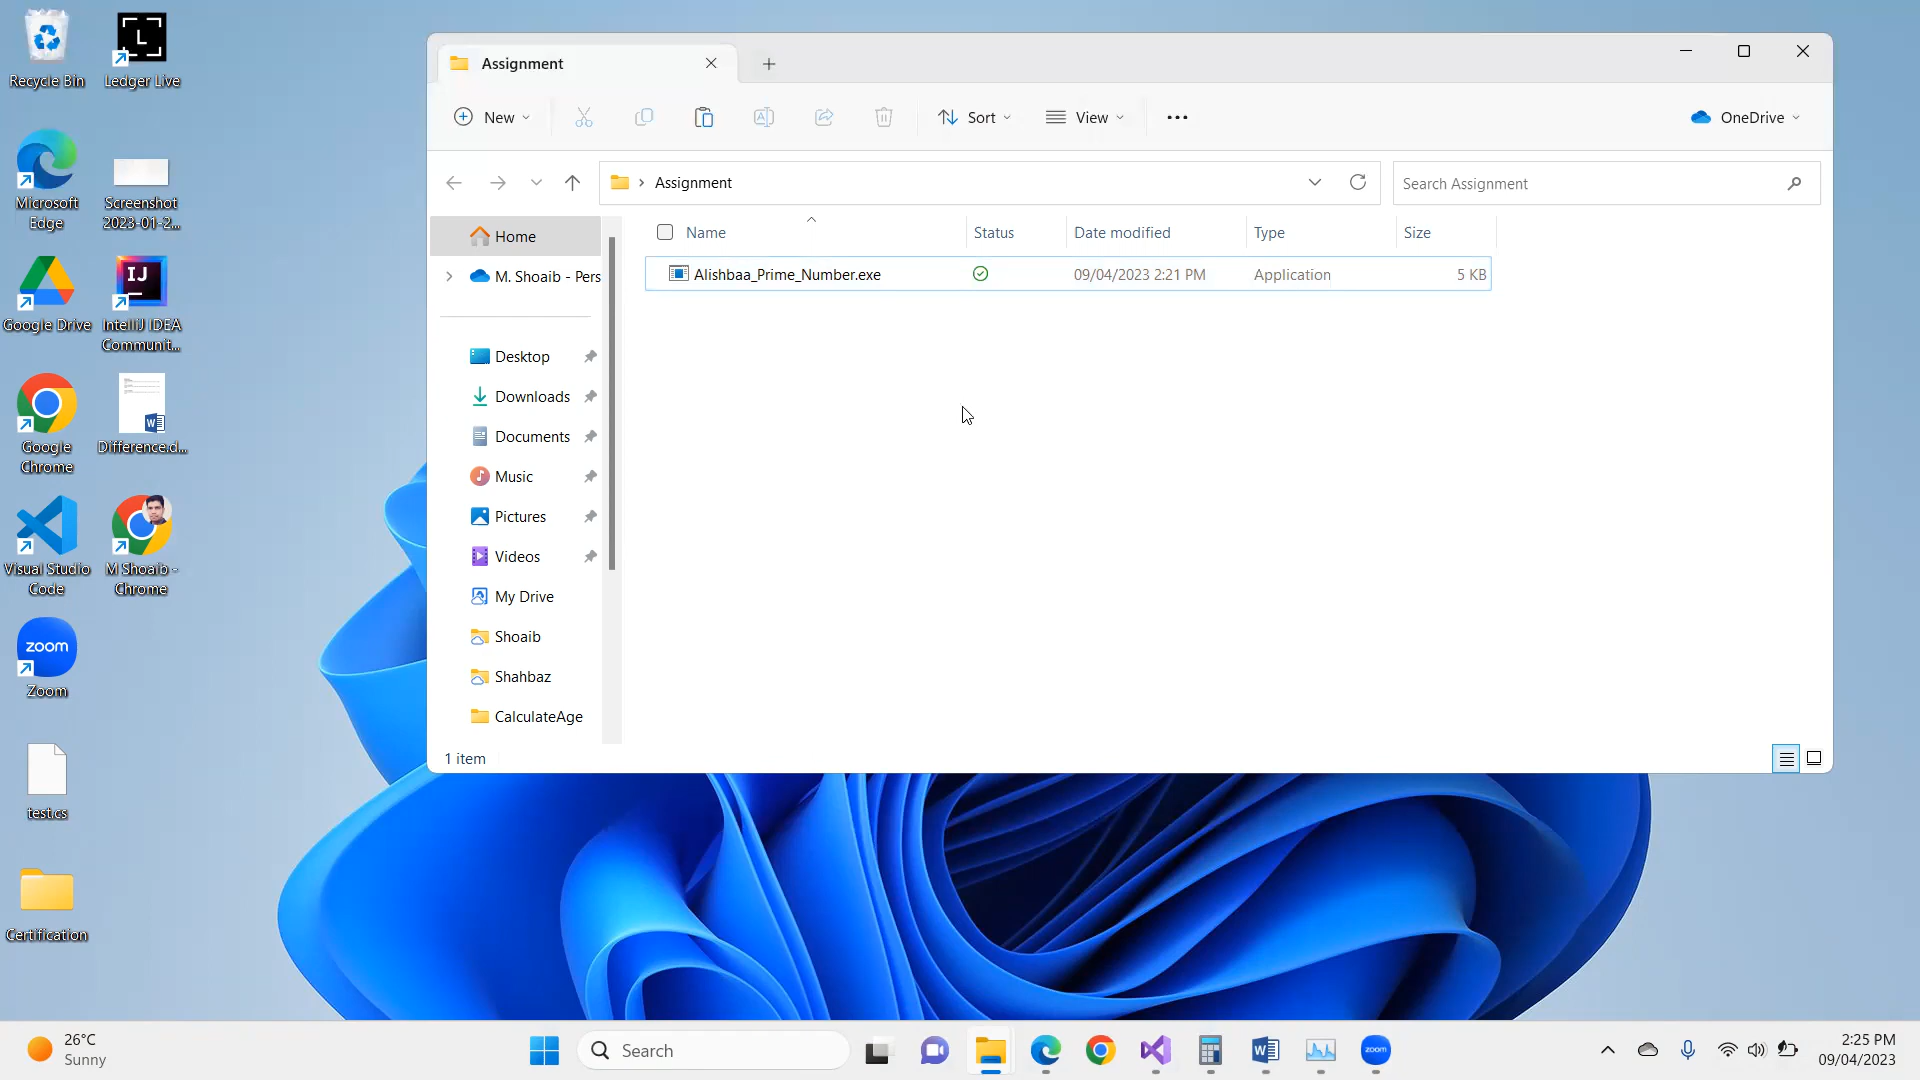 Recycle Bin
Ledger Live
Microsoft
Edge
Screenshot
2023-01-2...
Google Drive
IJ
IntelliJ IDEA
Communit...
Google
Chrome
Difference.d...
Visual Studio
Code
M Shoaib -
Chrome
zoom
Zoom
test.cs
Certification
Assignment
New
Sort
View
OneDrive
Assignment
Search Assignment
Name
Status
Date modified
Type
Size
Alishbaa_Prime_Number.exe
09/04/2023 2:21 PM
Application
5 KB
Home
M. Shoaib - Pers
Desktop
Downloads
Documents
Music
Pictures
Videos
My Drive
Shoaib
Shahbaz
CalculateAge
1 item
26°C
Sunny
Search
zoom
2:25 PM
09/04/2023